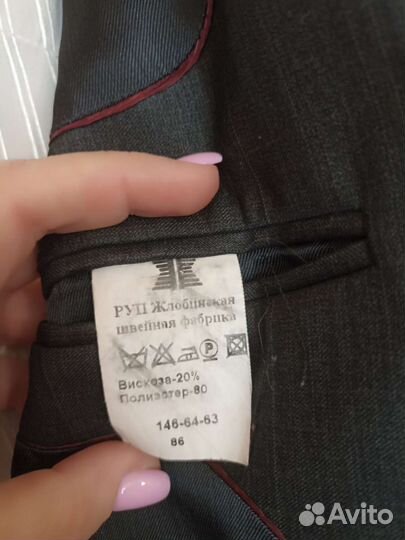 РУП Жлобинская
швейная фабрика
Вискоза-20%
Полиэстер-80
146-64-63
86
Avito